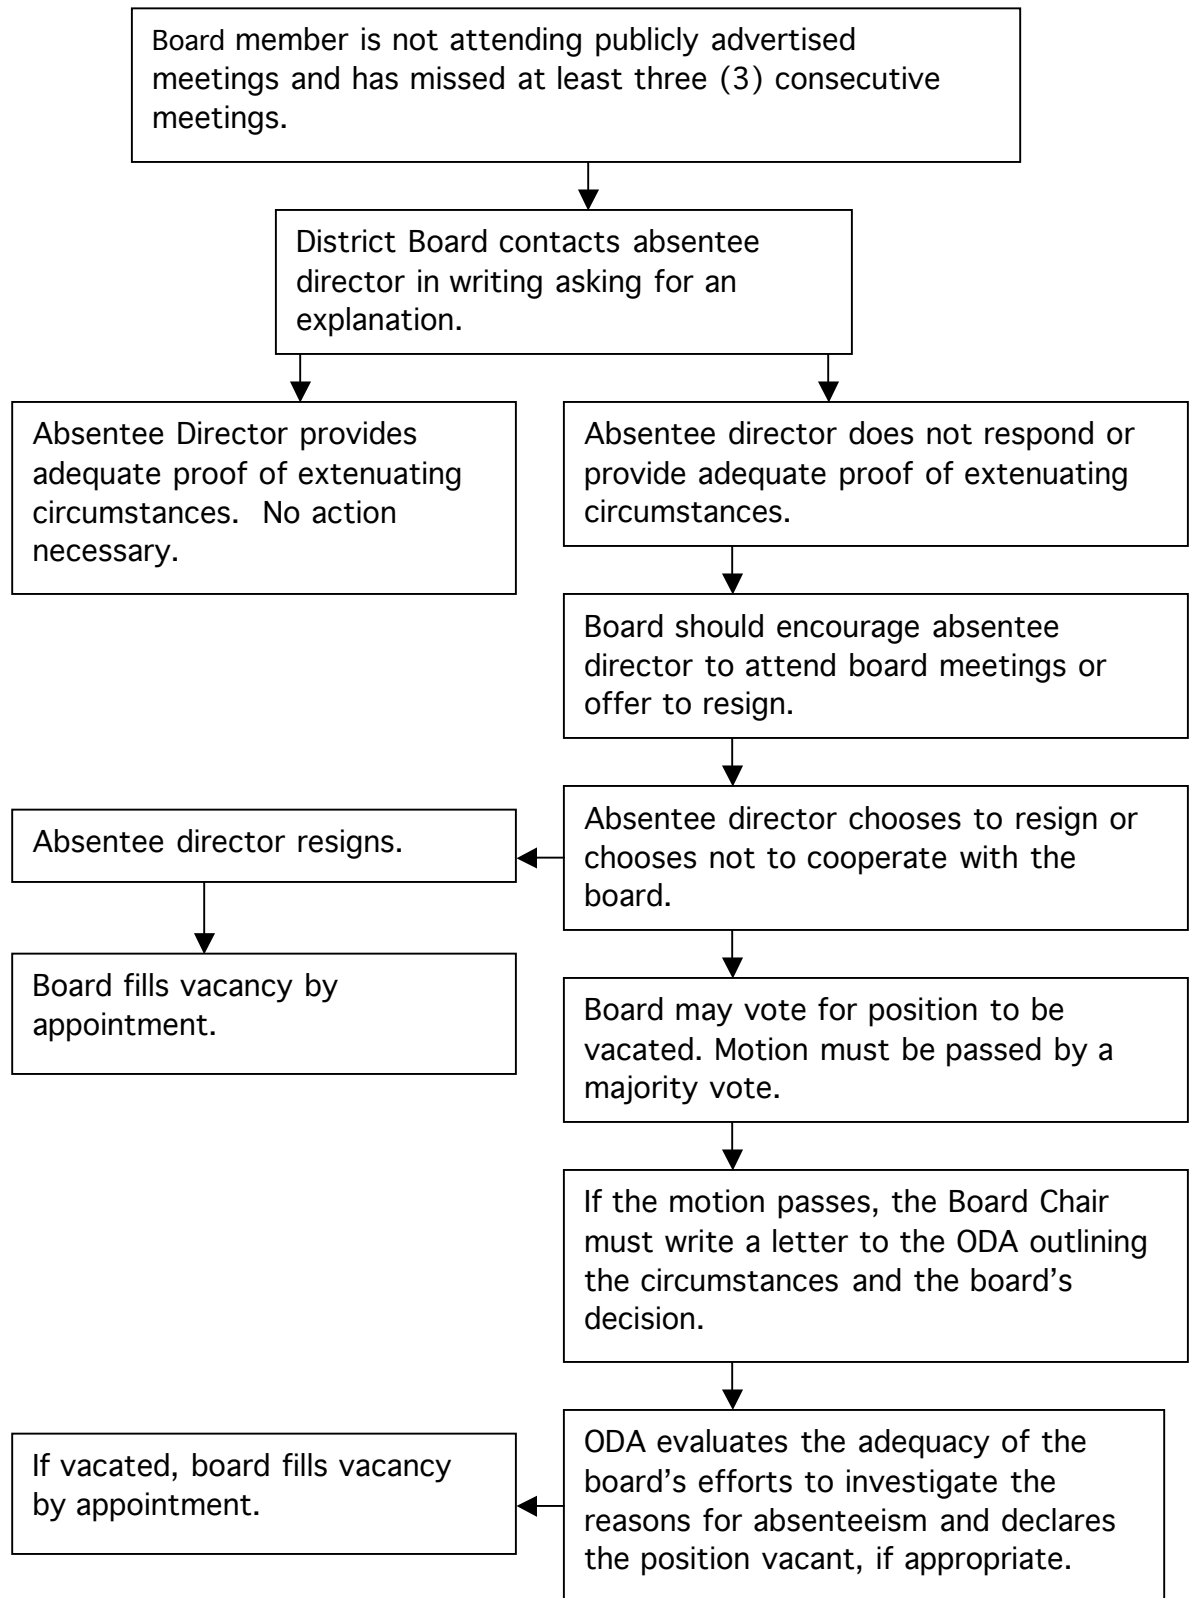 Board member is not attending publicly advertised
meetings and has missed at least three (3) consecutive
meetings.
District Board contacts absentee
director in writing asking for an
explanation.
Absentee Director provides
adequate proof of extenuating
circumstances.  No action
necessary.
Absentee director does not respond or
provide adequate proof of extenuating
circumstances.
Board should encourage absentee
director to attend board meetings or
offer to resign.
Absentee director chooses to resign or
chooses not to cooperate with the
board.
Absentee director resigns.
Board fills vacancy by
appointment.
Board may vote for position to be
vacated. Motion must be passed by a
majority vote.
If the motion passes, the Board Chair
must write a letter to the ODA outlining
the circumstances and the board’s
decision.
ODA evaluates the adequacy of the
board’s efforts to investigate the
reasons for absenteeism and declares
the position vacant, if appropriate.
If vacated, board fills vacancy
by appointment.